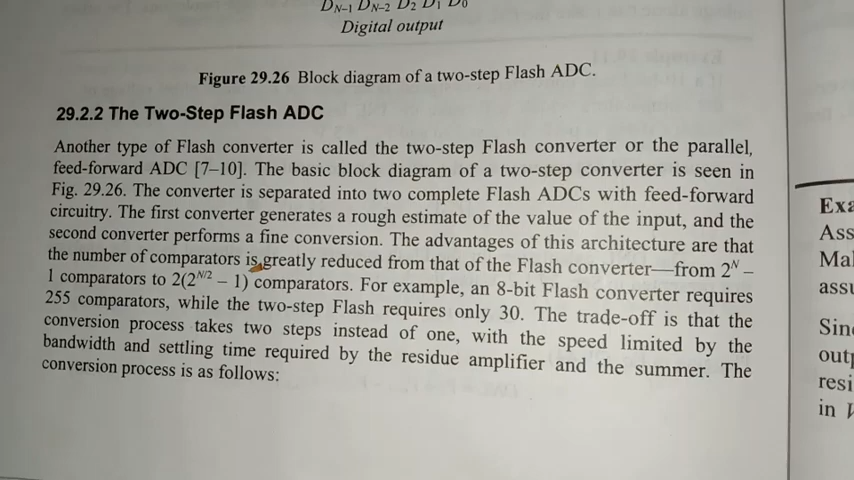 D_{N–1} D_{N–2} D_2 D_1 D_0
Digital output
Figure 29.26 Block diagram of a two-step Flash ADC.
29.2.2 The Two-Step Flash ADC
Another type of Flash converter is called the two-step Flash converter or the parallel,
feed-forward ADC [7–10]. The basic block diagram of a two-step converter is seen in
Fig. 29.26. The converter is separated into two complete Flash ADCs with feed-forward
circuitry. The first converter generates a rough estimate of the value of the input, and the
second converter performs a fine conversion. The advantages of this architecture are that
the number of comparators is greatly reduced from that of the Flash converter—from 2^N –
1 comparators to 2(2^{N/2} – 1) comparators. For example, an 8-bit Flash converter requires
255 comparators, while the two-step Flash requires only 30. The trade-off is that the
conversion process takes two steps instead of one, with the speed limited by the
bandwidth and settling time required by the residue amplifier and the summer. The
conversion process is as follows:
Exa
Ass
Mal
assu
Sinc
outp
resi
in V